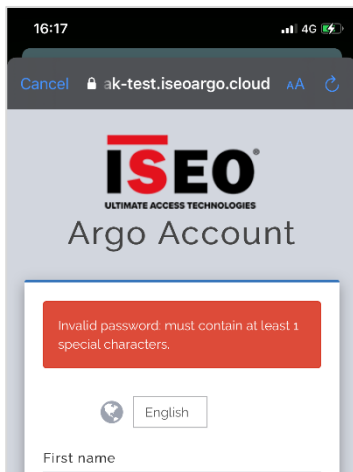 16:17
4G
Cancel
ak-test.iseoargo.cloud
AA
ISEO
ULTIMATE ACCESS TECHNOLOGIES
Argo Account
Invalid password: must contain at least 1
special characters.
English
First name